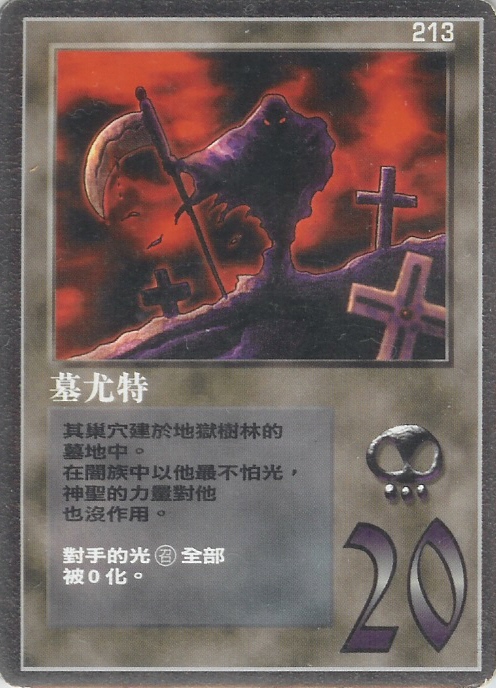 213
墓尤特
其巢穴建於地獄樹林的
墓地中。
在闇族中以他最不怕光，
神聖的力量對他
也沒作用。
對手的光㊔全部
被0化。
20